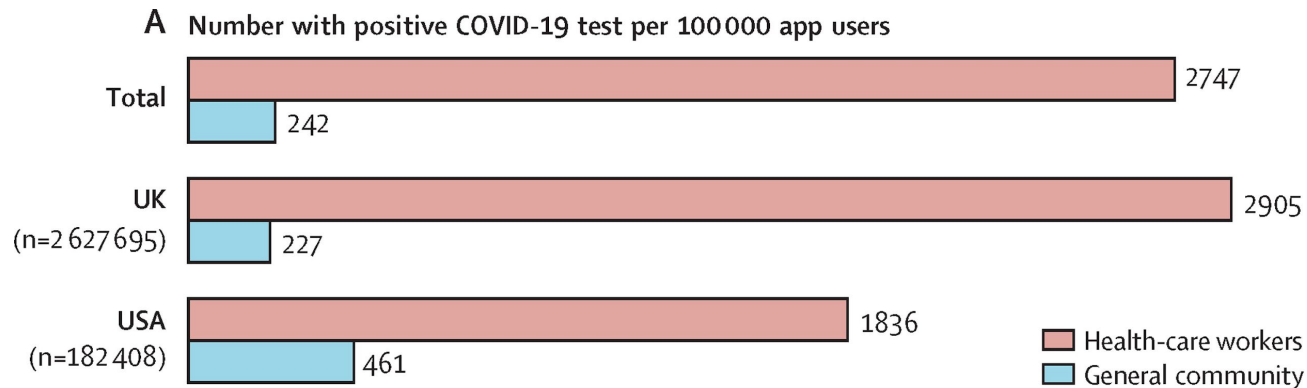 A Number with positive COVID-19 test per 100 000 app users
Total
2747
242
UK
(n=2 627 695)
2905
227
USA
(n=182 408)
1836
461
Health-care workers
General community